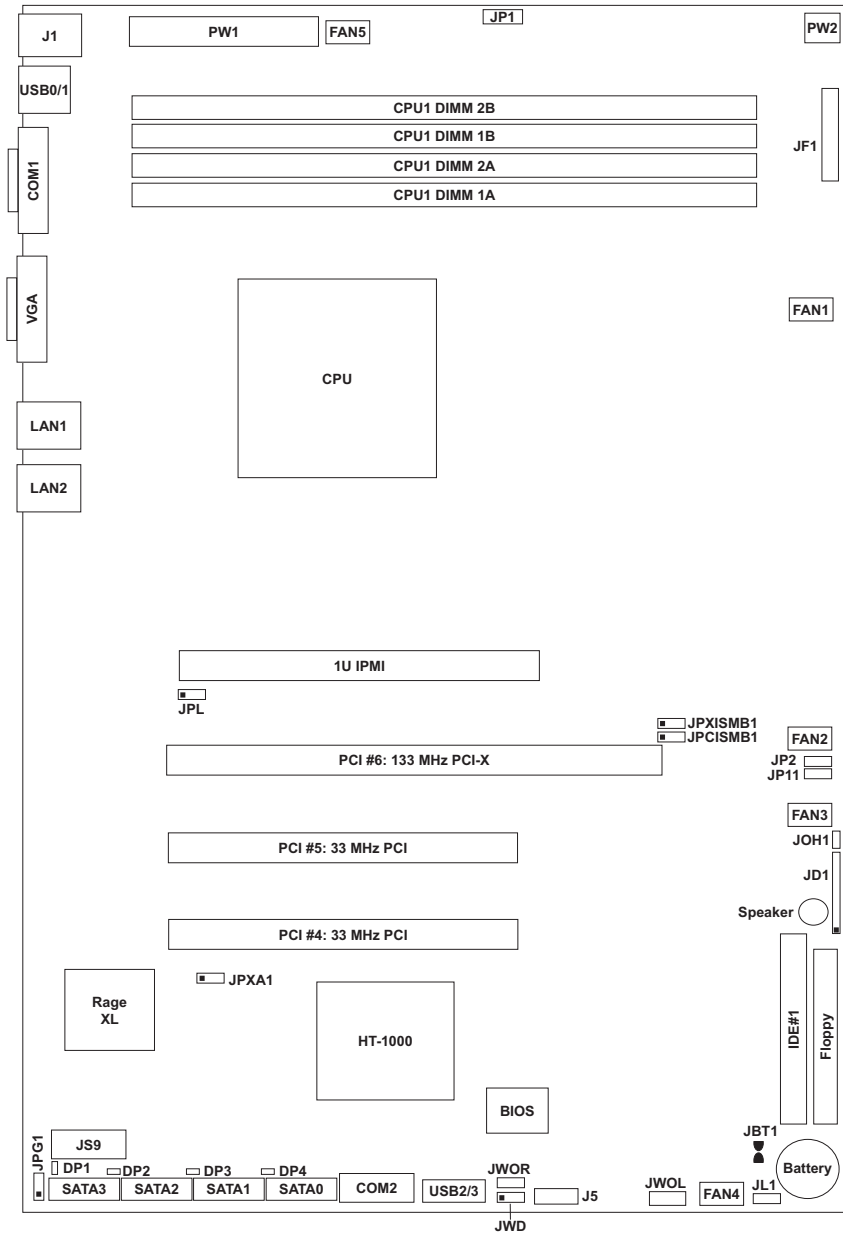 JP1
J1
PW1
FAN5
PW2
USB0/1
CPU1 DIMM 2B
CPU1 DIMM 1B
JF1
COM1
CPU1 DIMM 2A
CPU1 DIMM 1A
VGA
FAN1
CPU
LAN1
LAN2
1U IPMI
JPL
JPXISMB1
JPCISMB1
FAN2
PCI #6: 133 MHz PCI-X
JP2
JP11
FAN3
JOH1
PCI #5: 33 MHz PCI
JD1
Speaker
PCI #4: 33 MHz PCI
JPXA1
Rage
XL
HT-1000
IDE#1
Floppy
BIOS
JBT1
JS9
JPG1
DP1
DP2
DP3
DP4
JWOR
Battery
SATA3
SATA2
SATA1
SATA0
COM2
USB2/3
J5
JWOL
FAN4
JL1
JWD